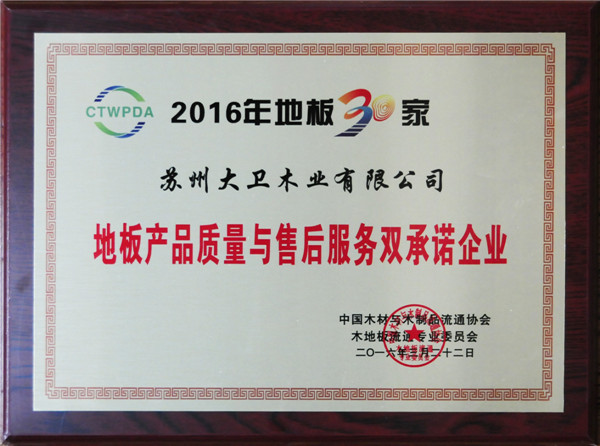 CTWPDA
2016年地板30家
苏州大卫木业有限公司
地板产品质量与售后服务双承诺企业
中国木材与木制品流通协会
木地板流通专业委员会
二〇一六年三月二十二日